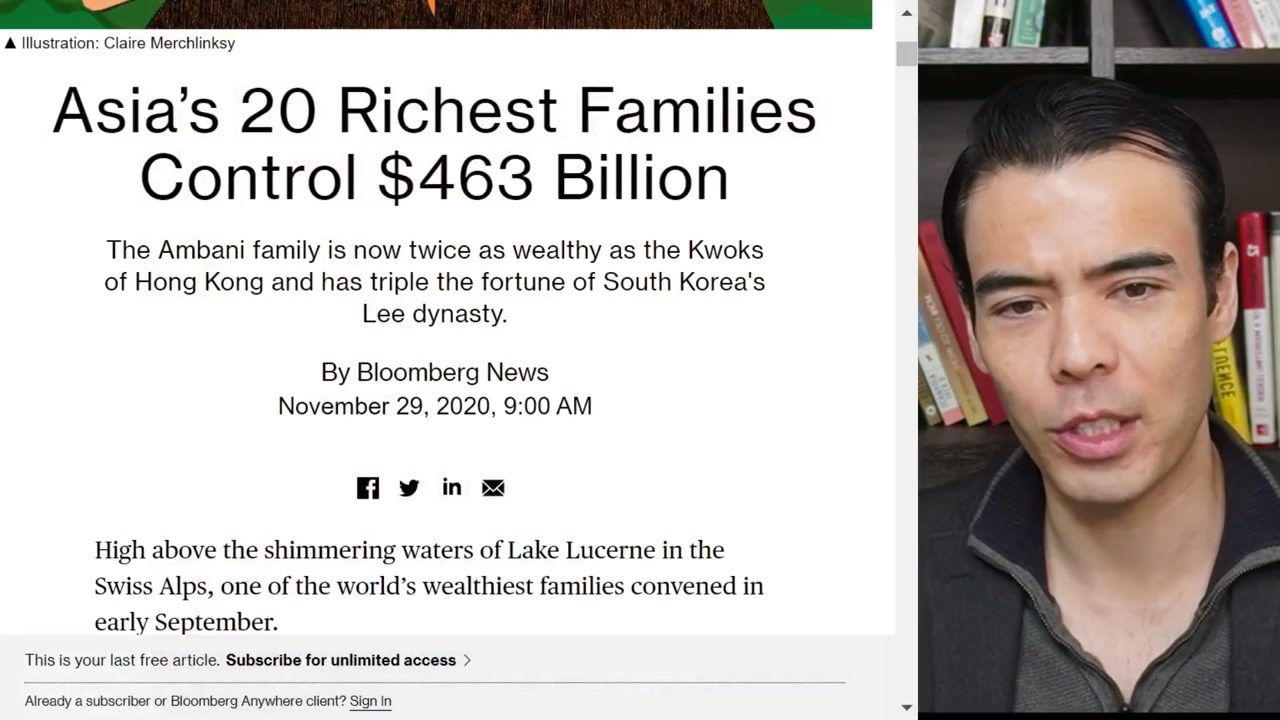 ▲ Illustration: Claire Merchlinksy
Asia’s 20 Richest Families
Control $463 Billion
The Ambani family is now twice as wealthy as the Kwoks
of Hong Kong and has triple the fortune of South Korea's
Lee dynasty.
By Bloomberg News
November 29, 2020, 9:00 AM
High above the shimmering waters of Lake Lucerne in the
Swiss Alps, one of the world’s wealthiest families convened in
early September.
This is your last free article. Subscribe for unlimited access >
Already a subscriber or Bloomberg Anywhere client? Sign In